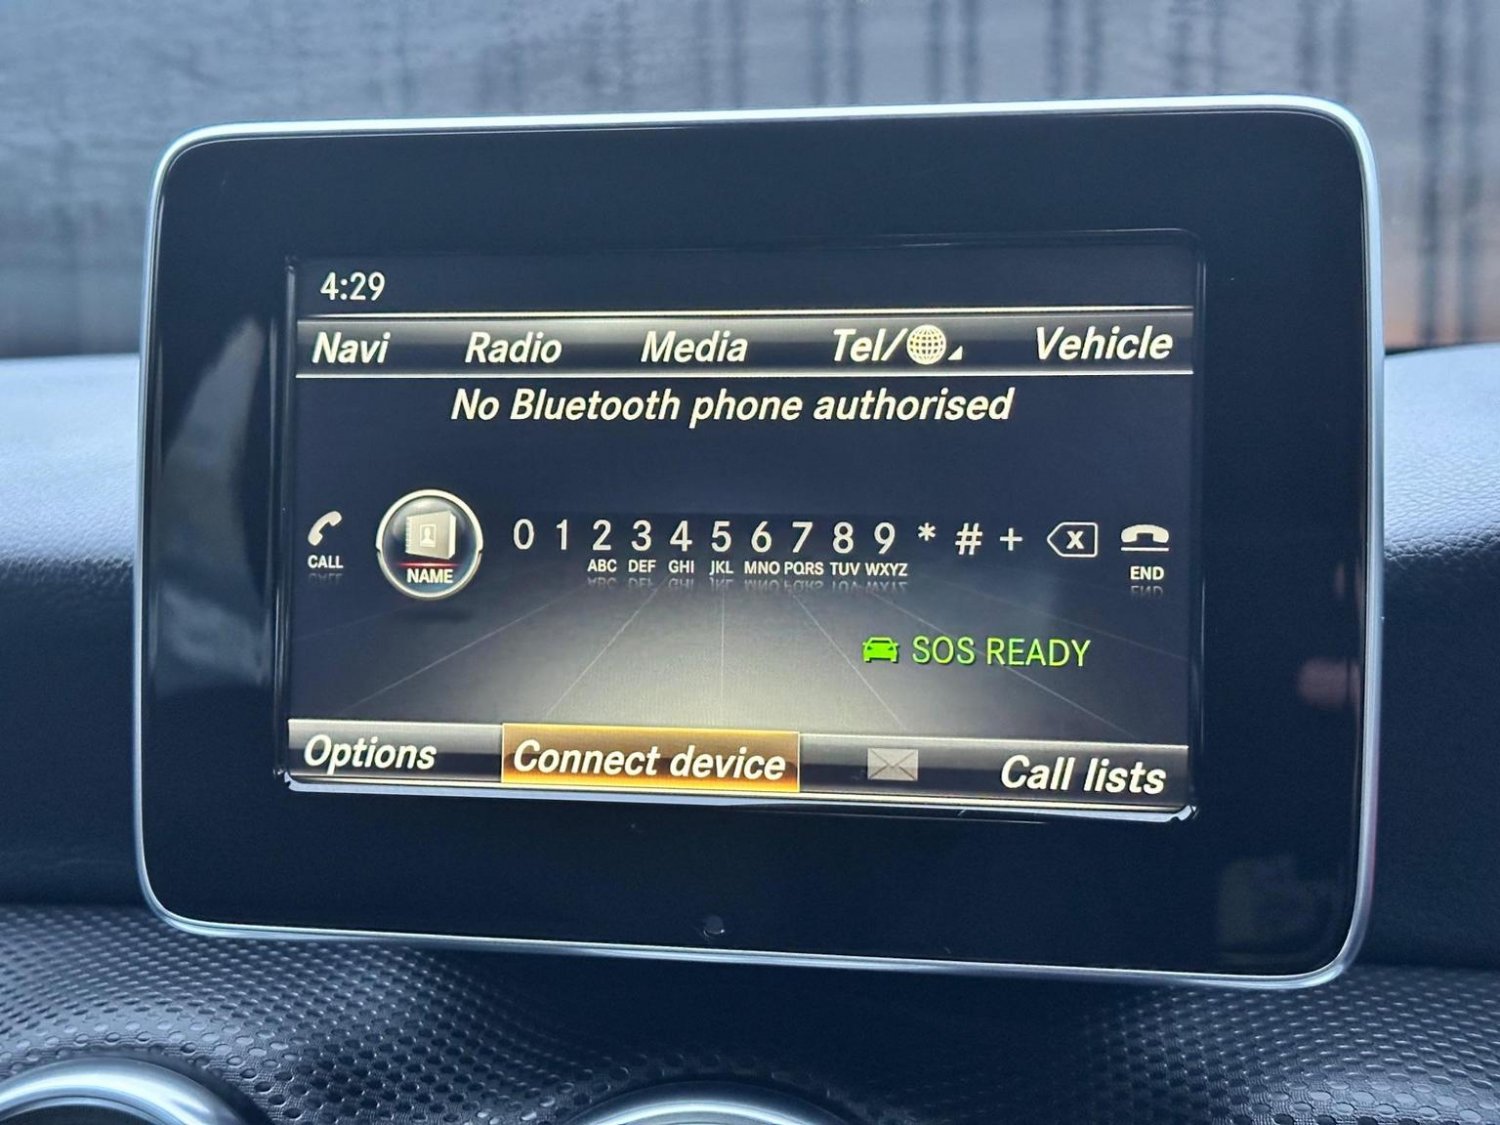 4:29
Navi Radio Media Tel/ Vehicle
No Bluetooth phone authorised
0 1 2 3 4 5 6 7 8 9 * # + X
CALL NAME ABC DEF GHI JKL MNO PQRS TUV WXYZ END
SOS READY
Options Connect device Call lists